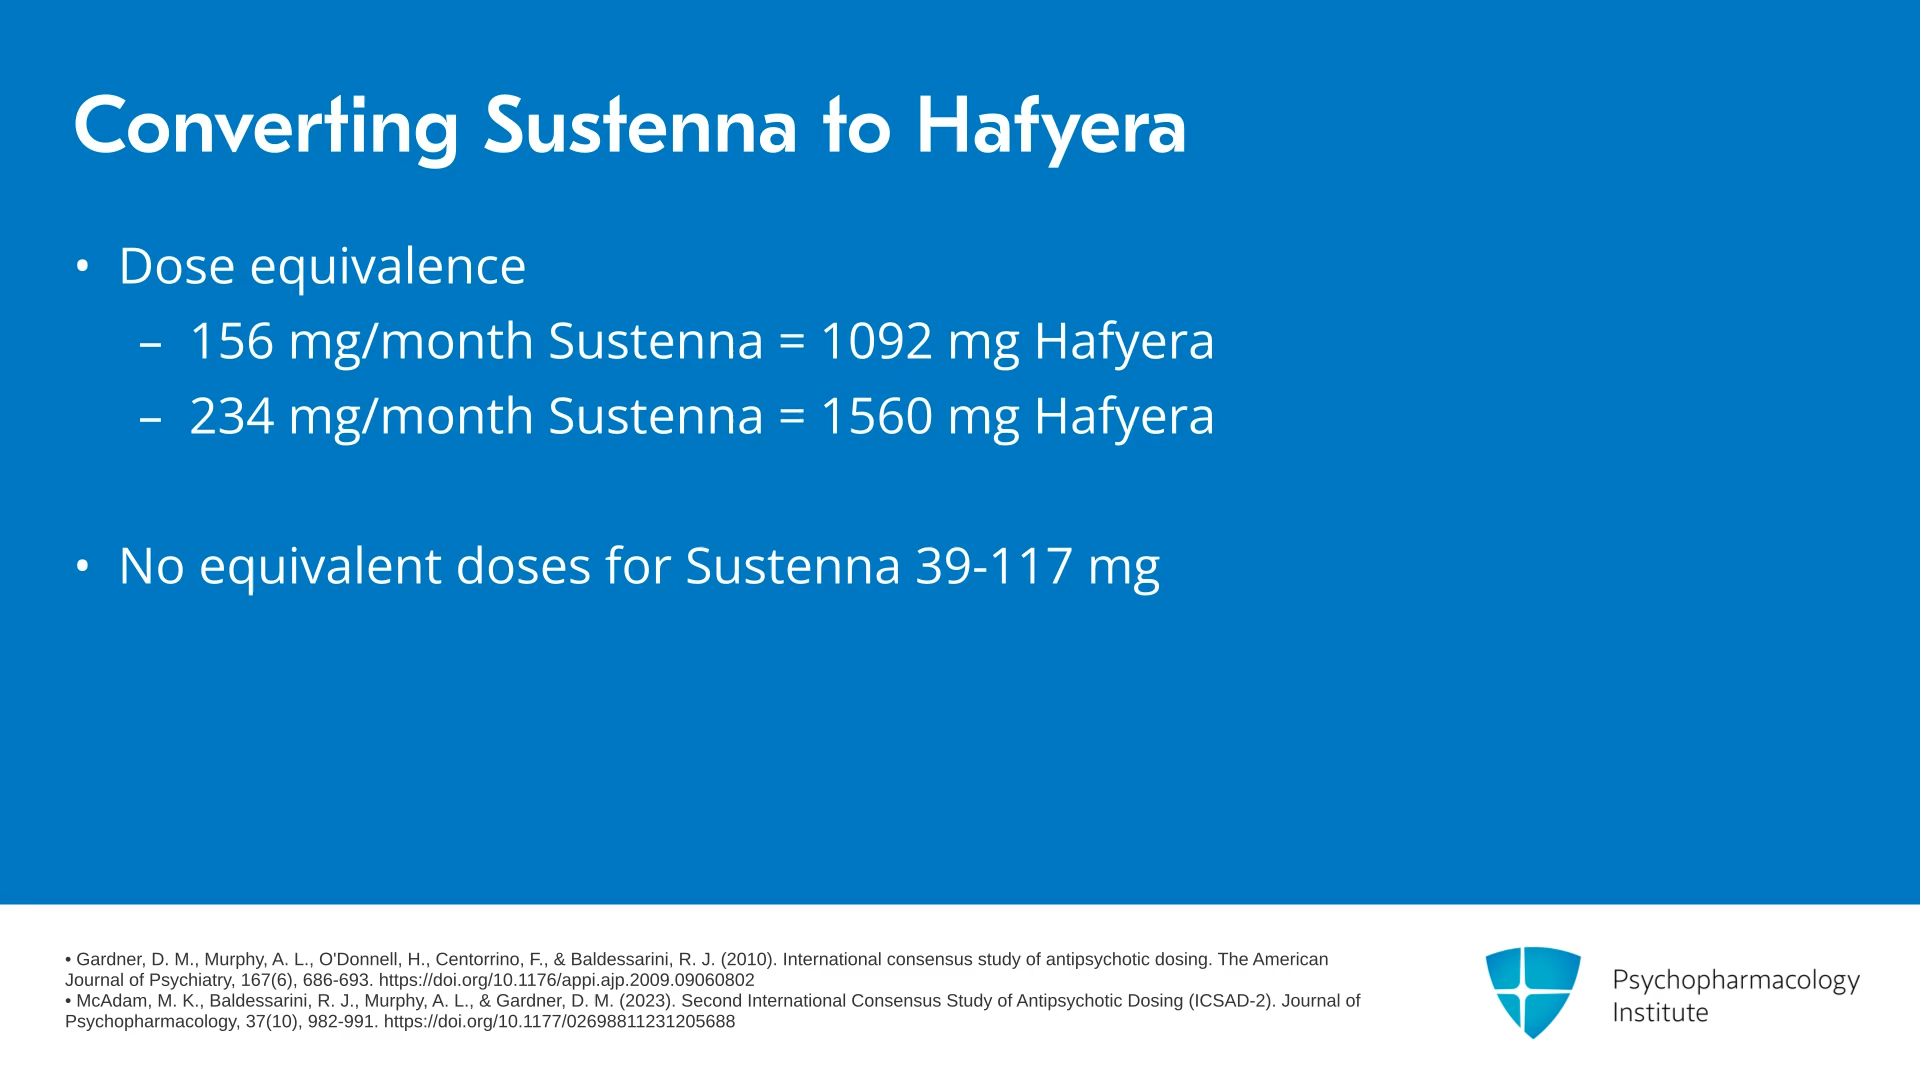 Converting Sustenna to Hafyera
• Dose equivalence
– 156 mg/month Sustenna = 1092 mg Hafyera
– 234 mg/month Sustenna = 1560 mg Hafyera
• No equivalent doses for Sustenna 39-117 mg
• Gardner, D. M., Murphy, A. L., O'Donnell, H., Centorrino, F., & Baldessarini, R. J. (2010). International consensus study of antipsychotic dosing. The American
Journal of Psychiatry, 167(6), 686-693. https://doi.org/10.1176/appi.ajp.2009.09060802
• McAdam, M. K., Baldessarini, R. J., Murphy, A. L., & Gardner, D. M. (2023). Second International Consensus Study of Antipsychotic Dosing (ICSAD-2). Journal of
Psychopharmacology, 37(10), 982-991. https://doi.org/10.1177/02698811231205688
Psychopharmacology
Institute